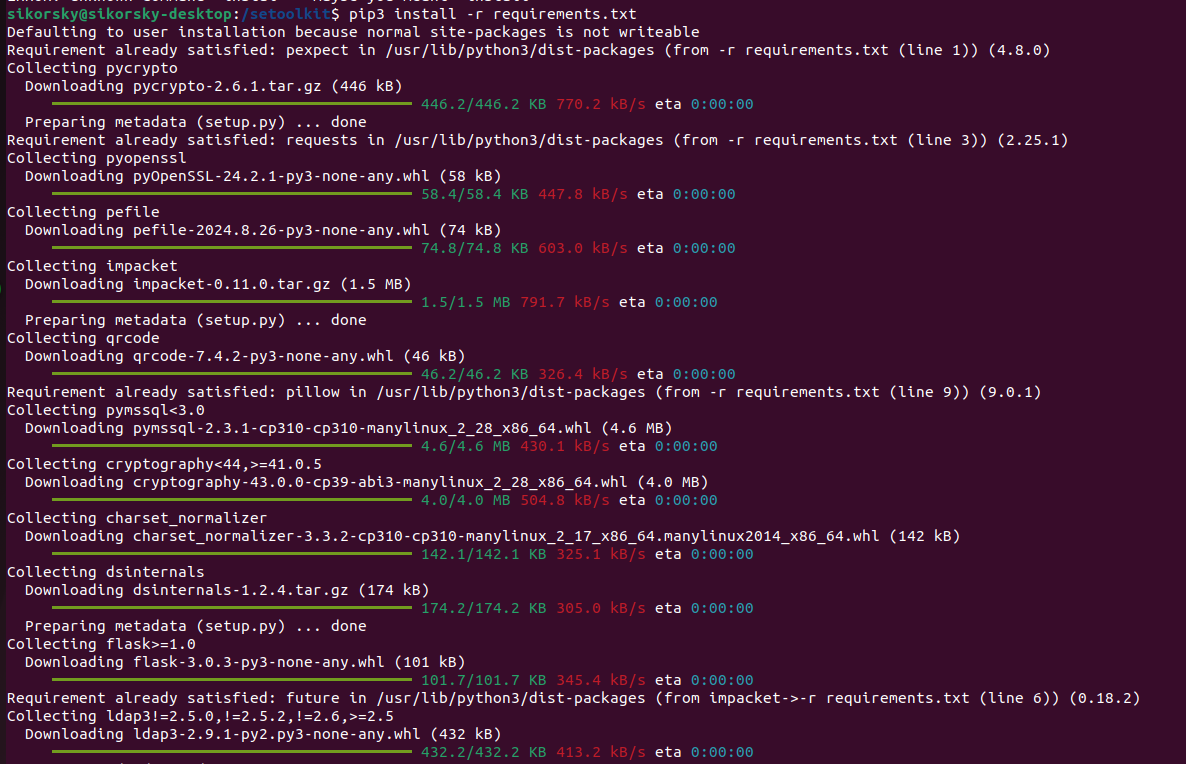 sikorsky@sikorsky-desktop:/setoolkit$ pip3 install -r requirements.txt
Defaulting to user installation because normal site-packages is not writeable
Requirement already satisfied: pexpect in /usr/lib/python3/dist-packages (from -r requirements.txt (line 1)) (4.8.0)
Collecting pycrypto
  Downloading pycrypto-2.6.1.tar.gz (446 kB)
446.2/446.2 KB 770.2 kB/s eta 0:00:00
  Preparing metadata (setup.py) ... done
Requirement already satisfied: requests in /usr/lib/python3/dist-packages (from -r requirements.txt (line 3)) (2.25.1)
Collecting pyopenssl
  Downloading pyOpenSSL-24.2.1-py3-none-any.whl (58 kB)
58.4/58.4 KB 447.8 kB/s eta 0:00:00
Collecting pefile
  Downloading pefile-2024.8.26-py3-none-any.whl (74 kB)
74.8/74.8 KB 603.0 kB/s eta 0:00:00
Collecting impacket
  Downloading impacket-0.11.0.tar.gz (1.5 MB)
1.5/1.5 MB 791.7 kB/s eta 0:00:00
  Preparing metadata (setup.py) ... done
Collecting qrcode
  Downloading qrcode-7.4.2-py3-none-any.whl (46 kB)
46.2/46.2 KB 326.4 kB/s eta 0:00:00
Requirement already satisfied: pillow in /usr/lib/python3/dist-packages (from -r requirements.txt (line 9)) (9.0.1)
Collecting pymssql<3.0
  Downloading pymssql-2.3.1-cp310-cp310-manylinux_2_28_x86_64.whl (4.6 MB)
4.6/4.6 MB 430.1 kB/s eta 0:00:00
Collecting cryptography<44,>=41.0.5
  Downloading cryptography-43.0.0-cp39-abi3-manylinux_2_28_x86_64.whl (4.0 MB)
4.0/4.0 MB 504.8 kB/s eta 0:00:00
Collecting charset_normalizer
  Downloading charset_normalizer-3.3.2-cp310-cp310-manylinux_2_17_x86_64.manylinux2014_x86_64.whl (142 kB)
142.1/142.1 KB 325.1 kB/s eta 0:00:00
Collecting dsinternals
  Downloading dsinternals-1.2.4.tar.gz (174 kB)
174.2/174.2 KB 305.0 kB/s eta 0:00:00
  Preparing metadata (setup.py) ... done
Collecting flask>=1.0
  Downloading flask-3.0.3-py3-none-any.whl (101 kB)
101.7/101.7 KB 345.4 kB/s eta 0:00:00
Requirement already satisfied: future in /usr/lib/python3/dist-packages (from impacket->-r requirements.txt (line 6)) (0.18.2)
Collecting ldap3!=2.5.0,!=2.5.2,!=2.6,>=2.5
  Downloading ldap3-2.9.1-py2.py3-none-any.whl (432 kB)
432.2/432.2 KB 413.2 kB/s eta 0:00:00